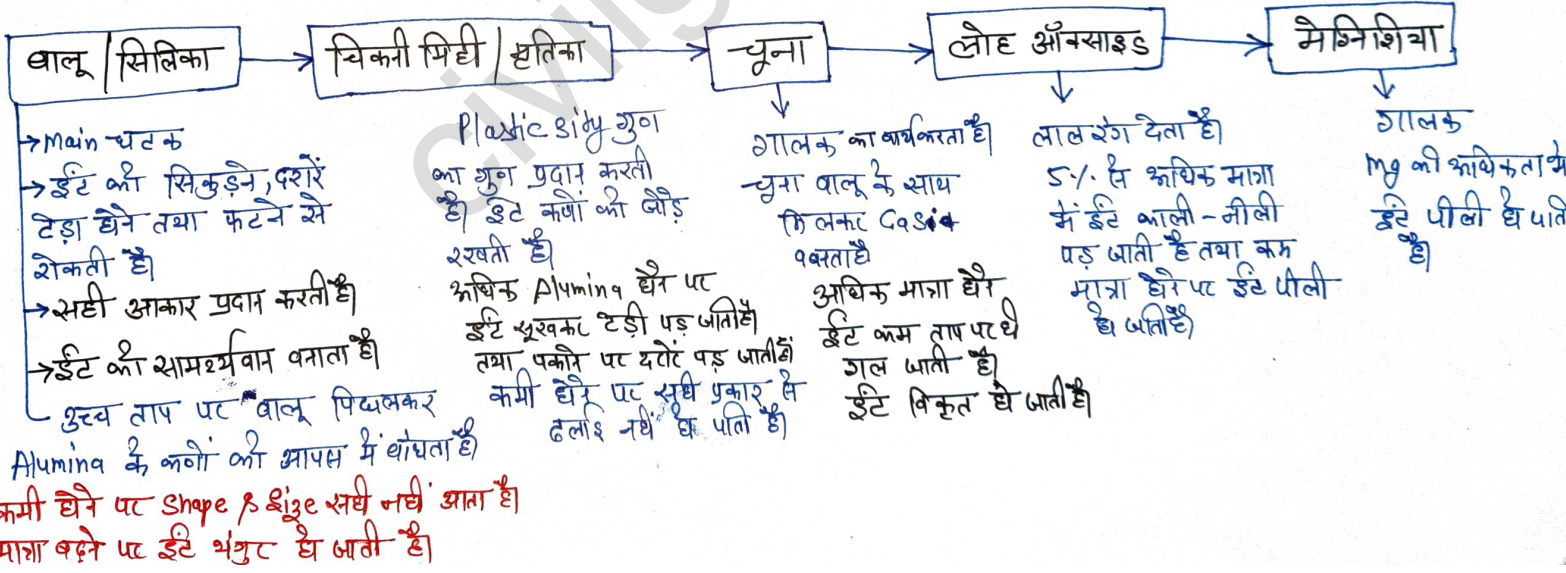 बालू / सिलिका
चिकनी मिट्टी / मृतिका
चूना
लोह ऑक्साइड
मेग्निशिया
civilg
→ main - घटक
→ ईंट को सिकुड़ने, दरारें
टेड़ा होने तथा फटने से
रोकती है।
→ सही आकार प्रदान करती है।
→ ईंट को सामर्थ्यवान बनाता है।
उच्च ताप पर बालू पिघलकर
Alumina के कणों को आपस में बांधता है।
कमी होने पर shape & size सही नहीं आता है।
मात्रा बढ़ने पर ईंट भंगुर हो जाती है।
Plasticsity गुण
का गुण प्रदान करती
है। ईंट कणों को जोड़े
रखती है।
अधिक Alumina होने पर
ईंट सूखकर टेड़ी पड़ जाती है।
तथा पकाने पर दरारें पड़ जाती है।
कमी होने पर सही प्रकार से
ढलाई नहीं हो पाती है।
गालक का कार्य करता है।
चूना बालू के साथ
मिलकर Casio
बनता है
अधिक मात्रा होने
ईंट कम ताप पर ही
गल जाती है।
ईंटे विकृत हो जाती है।
लाल रंग देता है।
5% से अधिक मात्रा
में ईंट काली - नीली
पड़ जाती है तथा कम
मात्रा होने पर ईंट पीली
हो जाती है।
गालक
mg की अधिकता से
ईंटे पीली हो पाती
है।